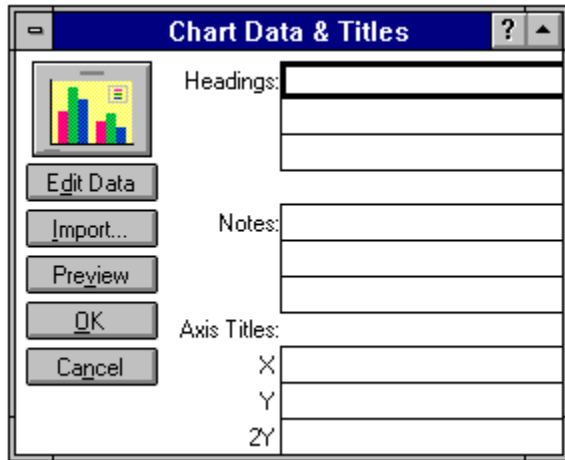 Chart Data & Titles ?
Headings:
Edit Data
Import...
Notes:
Preview
OK
Axis Titles:
Cancel
X
Y
2Y